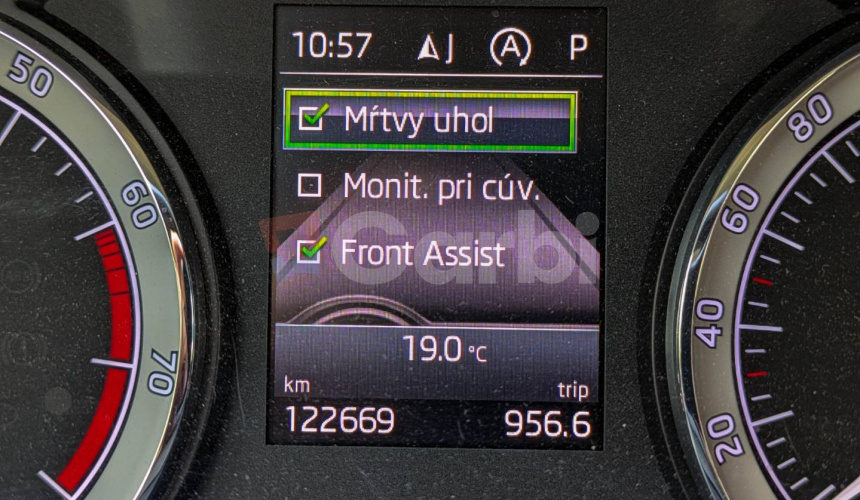 10:57 J A P
Mŕtvy uhol
Monit. pri cúv.
Front Assist
Carbi
19.0 °C
km trip
122669 956.6
50
60
70
80
60
40
20